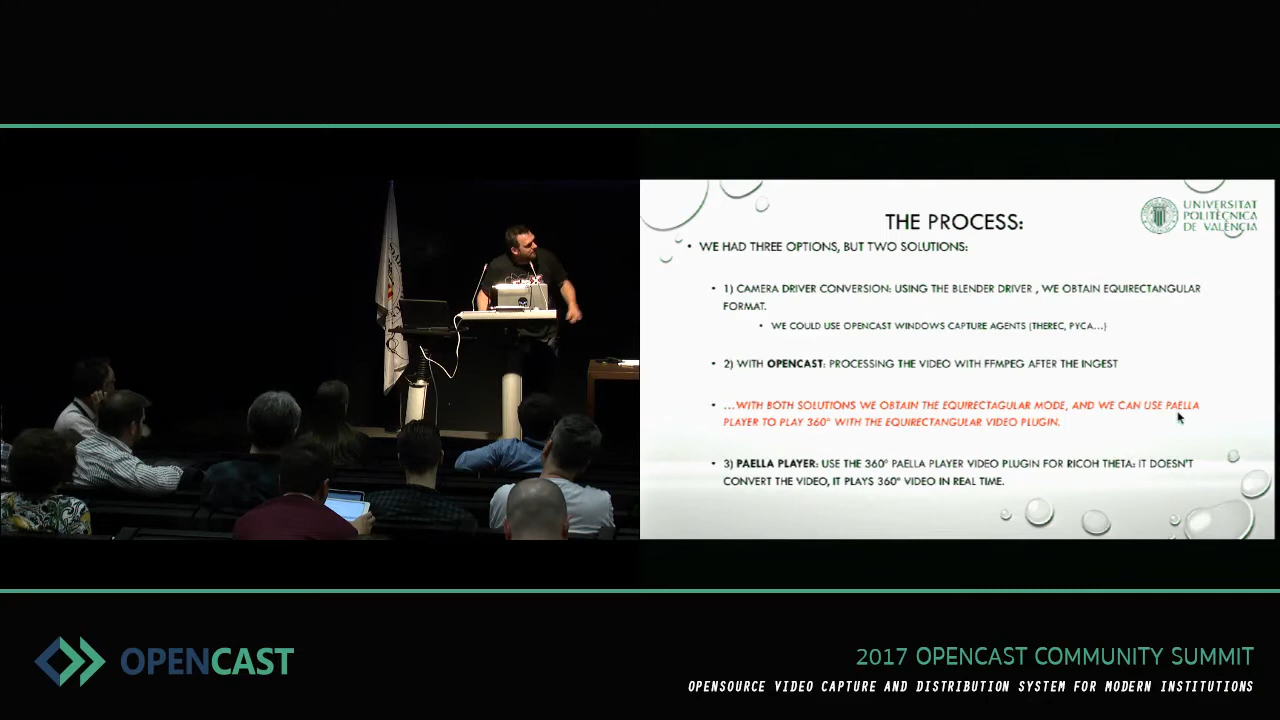 THE PROCESS:
UNIVERSITAT
POLITÈCNICA
DE VALÈNCIA
• WE HAD THREE OPTIONS, BUT TWO SOLUTIONS:
• 1) CAMERA DRIVER CONVERSION: USING THE BLENDER DRIVER , WE OBTAIN EQUIRECTANGULAR
FORMAT.
• WE COULD USE OPENCAST WINDOWS CAPTURE AGENTS (THEREC, PYCA...)
• 2) WITH OPENCAST: PROCESSING THE VIDEO WITH FFMPEG AFTER THE INGEST
• ...WITH BOTH SOLUTIONS WE OBTAIN THE EQUIRECTAGULAR MODE, AND WE CAN USE PAELLA
PLAYER TO PLAY 360º WITH THE EQUIRECTANGULAR VIDEO PLUGIN.
• 3) PAELLA PLAYER: USE THE 360º PAELLA PLAYER VIDEO PLUGIN FOR RICOH THETA: IT DOESN'T
CONVERT THE VIDEO, IT PLAYS 360º VIDEO IN REAL TIME.
OPENCAST
2017 OPENCAST COMMUNITY SUMMIT
OPENSOURCE VIDEO CAPTURE AND DISTRIBUTION SYSTEM FOR MODERN INSTITUTIONS